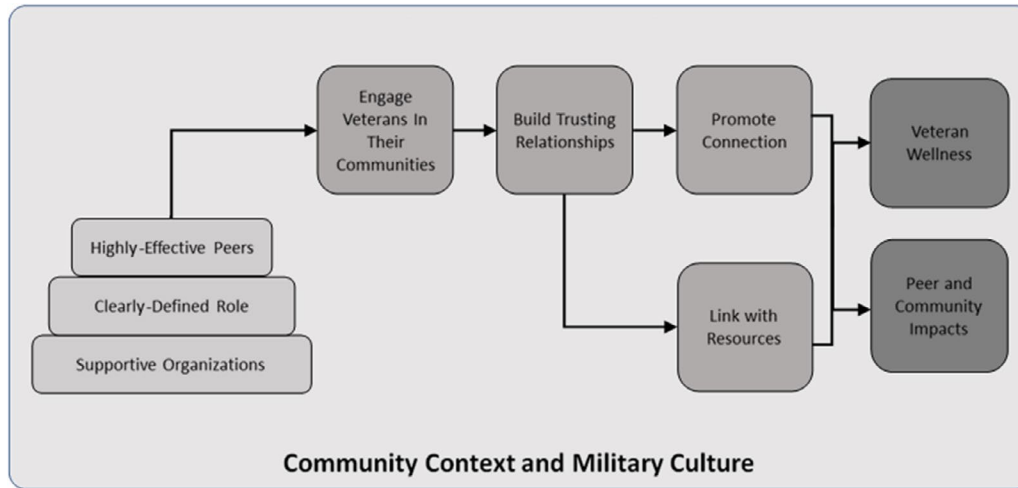 Engage
Veterans In
Their
Communities
Build Trusting
Relationships
Promote
Connection
Veteran
Wellness
Highly-Effective Peers
Clearly-Defined Role
Supportive Organizations
Link with
Resources
Peer and
Community
Impacts
Community Context and Military Culture